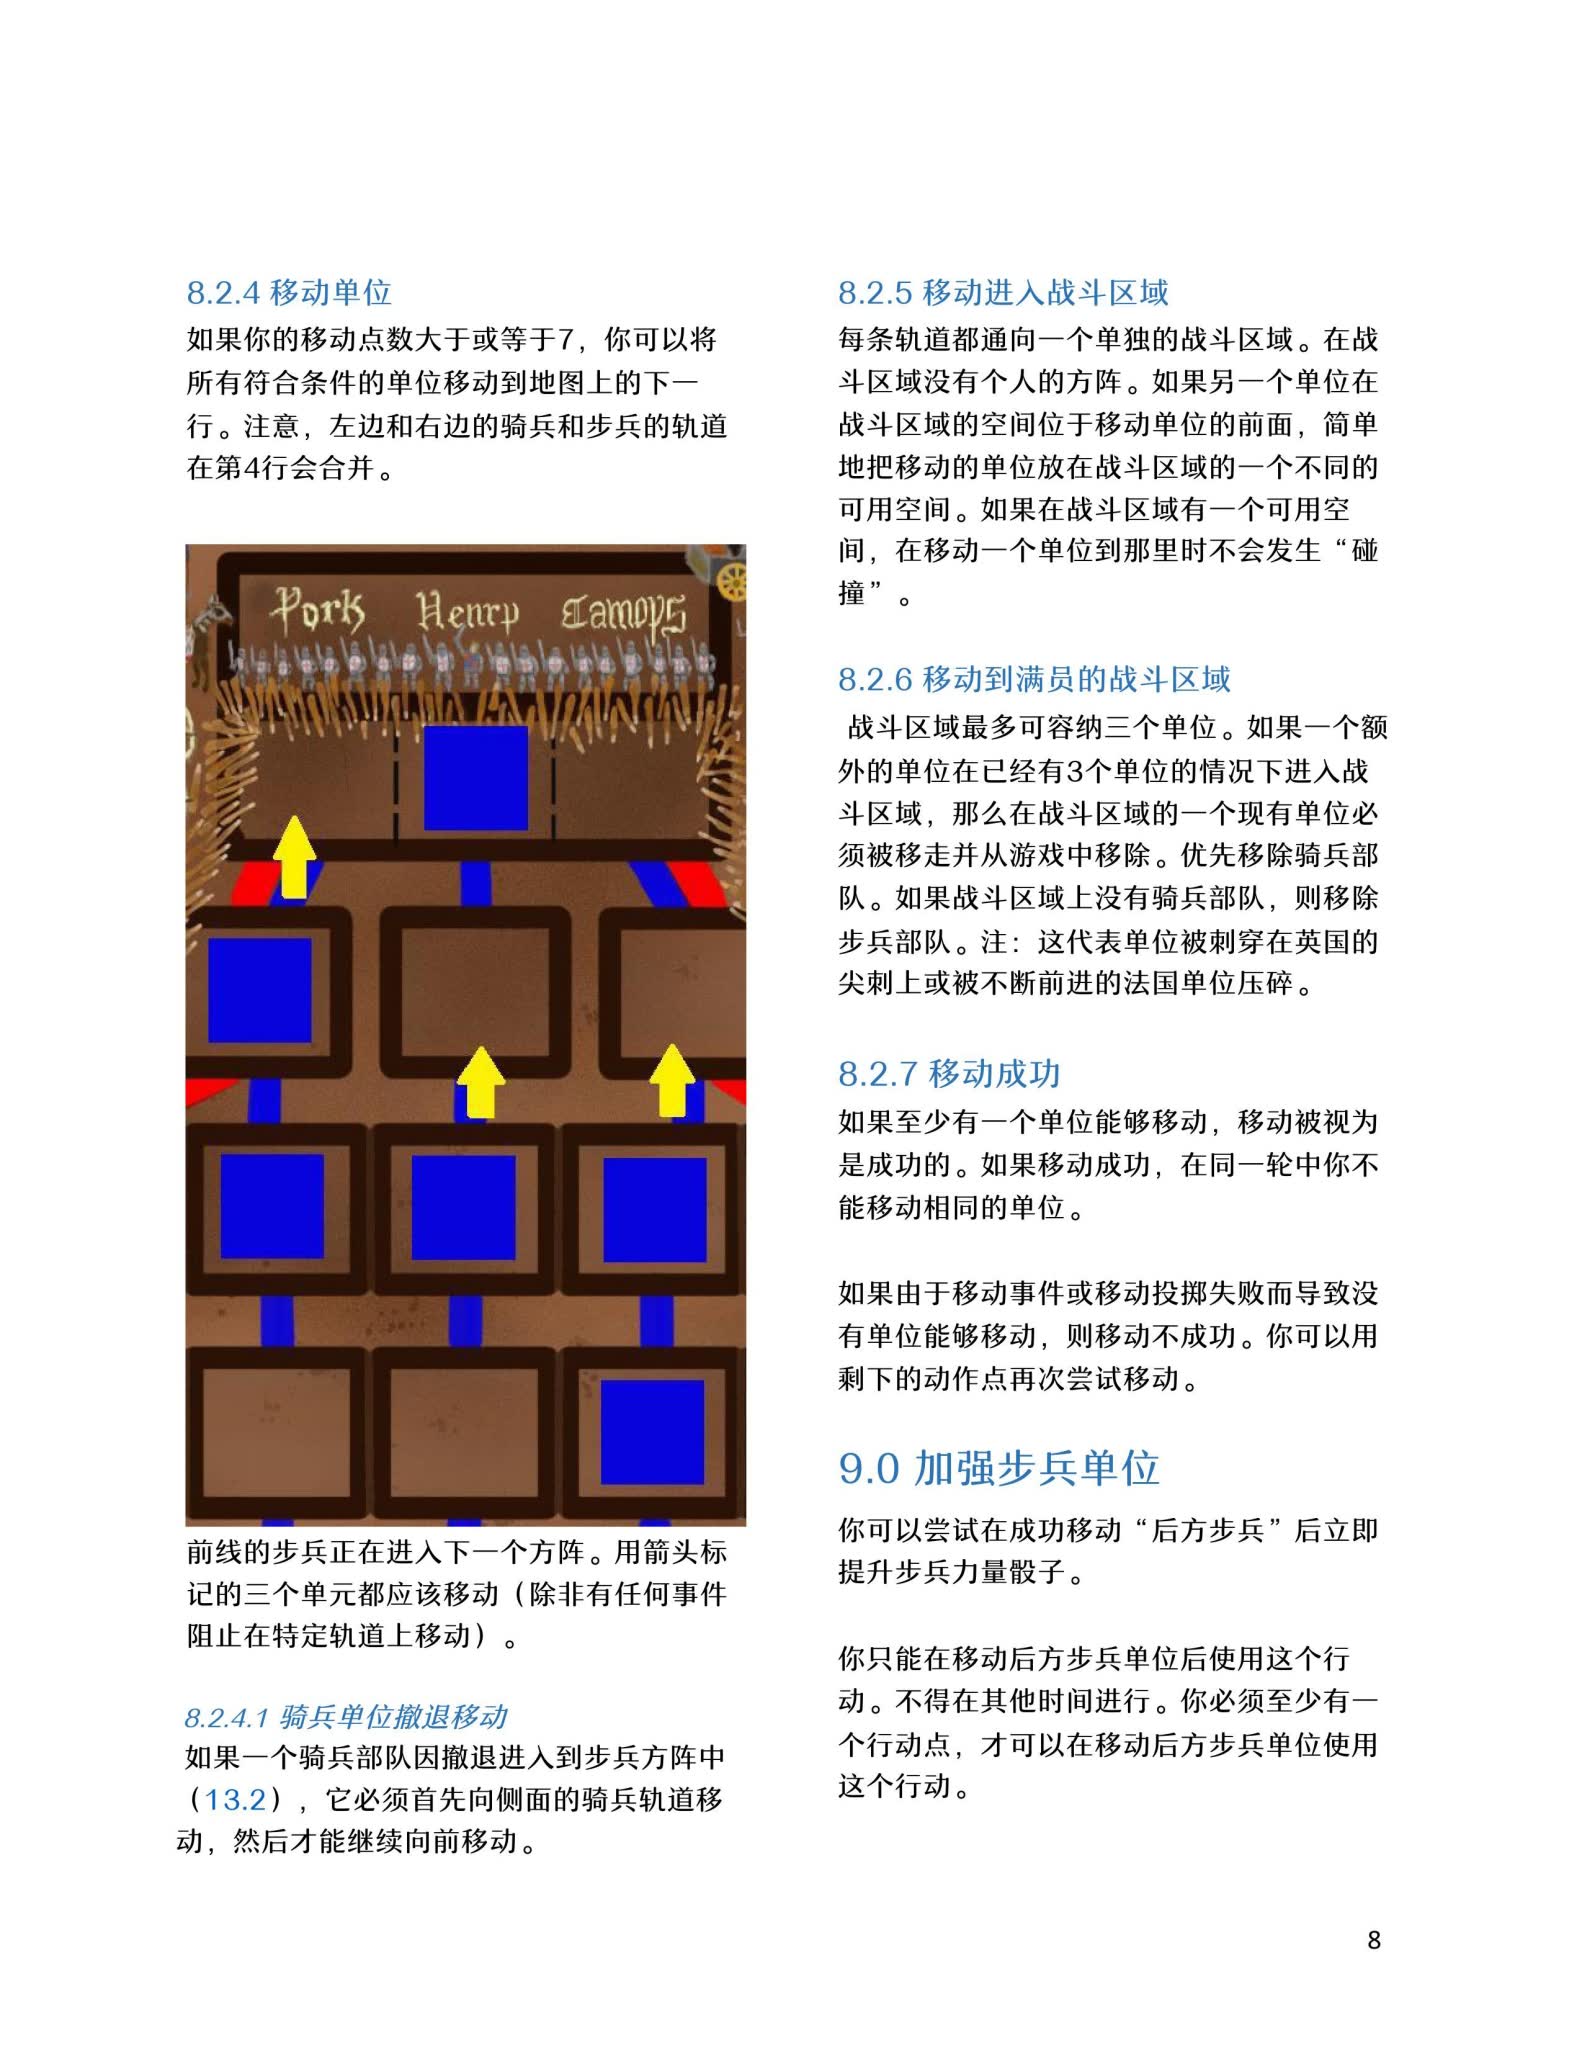 8.2.4 移动单位
如果你的移动点数大于或等于7，你可以将
所有符合条件的单位移动到地图上的下一
行。注意，左边和右边的骑兵和步兵的轨道
在第4行会合并。
York Henry Camoys
前线的步兵正在进入下一个方阵。用箭头标
记的三个单元都应该移动（除非有任何事件
阻止在特定轨道上移动）。
8.2.4.1 骑兵单位撤退移动
如果一个骑兵部队因撤退进入到步兵方阵中
（13.2），它必须首先向侧面的骑兵轨道移
动，然后才能继续向前移动。
8.2.5 移动进入战斗区域
每条轨道都通向一个单独的战斗区域。在战
斗区域没有个人的方阵。如果另一个单位在
战斗区域的空间位于移动单位的前面，简单
地把移动的单位放在战斗区域的一个不同的
可用空间。如果在战斗区域有一个可用空
间，在移动一个单位到那里时不会发生“碰
撞”。
8.2.6 移动到满员的战斗区域
战斗区域最多可容纳三个单位。如果一个额
外的单位在已经有3个单位的情况下进入战
斗区域，那么在战斗区域的一个现有单位必
须被移走并从游戏中移除。优先移除骑兵部
队。如果战斗区域上没有骑兵部队，则移除
步兵部队。注：这代表单位被刺穿在英国的
尖刺上或被不断前进的法国单位压碎。
8.2.7 移动成功
如果至少有一个单位能够移动，移动被视为
是成功的。如果移动成功，在同一轮中你不
能移动相同的单位。
如果由于移动事件或移动投掷失败而导致没
有单位能够移动，则移动不成功。你可以用
剩下的动作点再次尝试移动。
9.0 加强步兵单位
你可以尝试在成功移动“后方步兵”后立即
提升步兵力量骰子。
你只能在移动后方步兵单位后使用这个行
动。不得在其他时间进行。你必须至少有一
个行动点，才可以在移动后方步兵单位使用
这个行动。
8